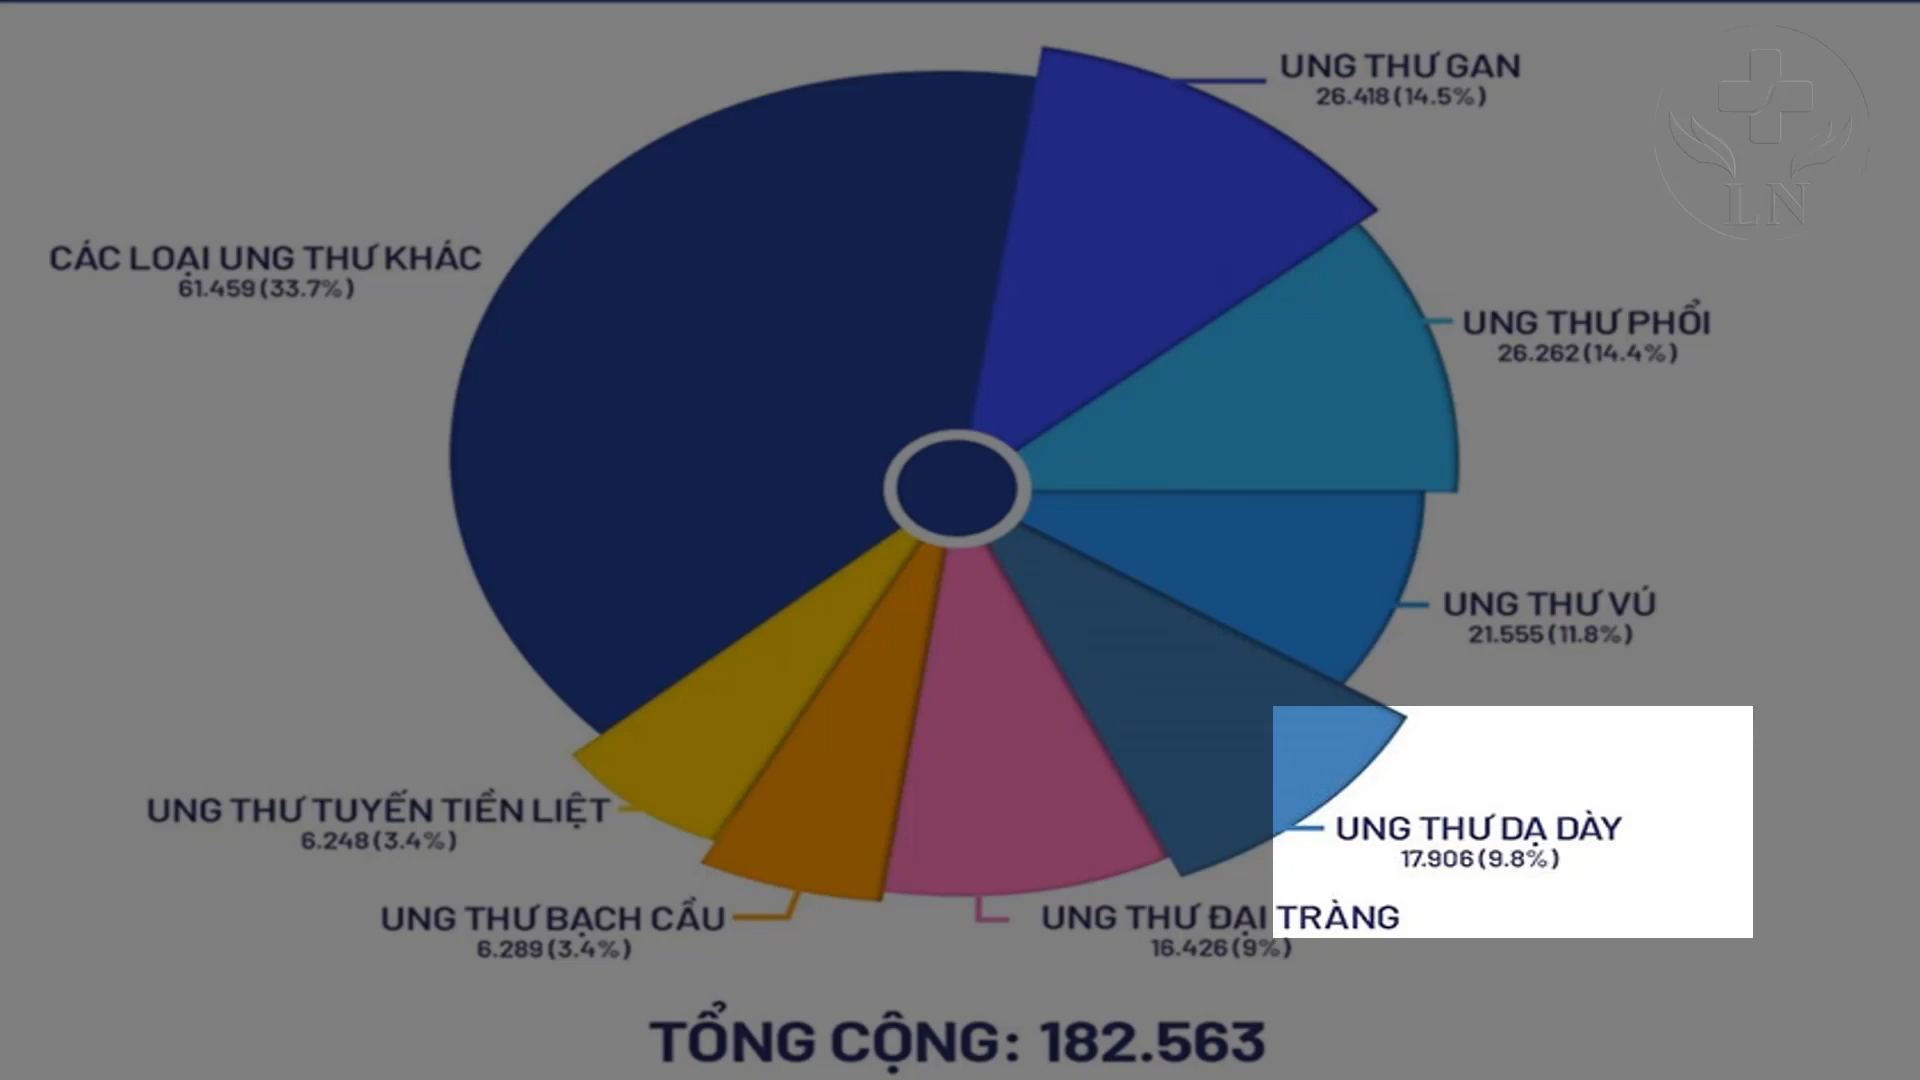 UNG THƯ GAN
26.418 (14.5%)
LN
CÁC LOẠI UNG THƯ KHÁC
61.459 (33.7%)
UNG THƯ PHỔI
26.262 (14.4%)
UNG THƯ VÚ
21.555 (11.8%)
UNG THƯ TUYẾN TIỀN LIỆT
6.248 (3.4%)
UNG THƯ DẠ DÀY
17.906 (9.8%)
UNG THƯ BẠCH CẦU
6.289 (3.4%)
UNG THƯ ĐẠI TRÀNG
16.426 (9%)
TỔNG CỘNG: 182.563